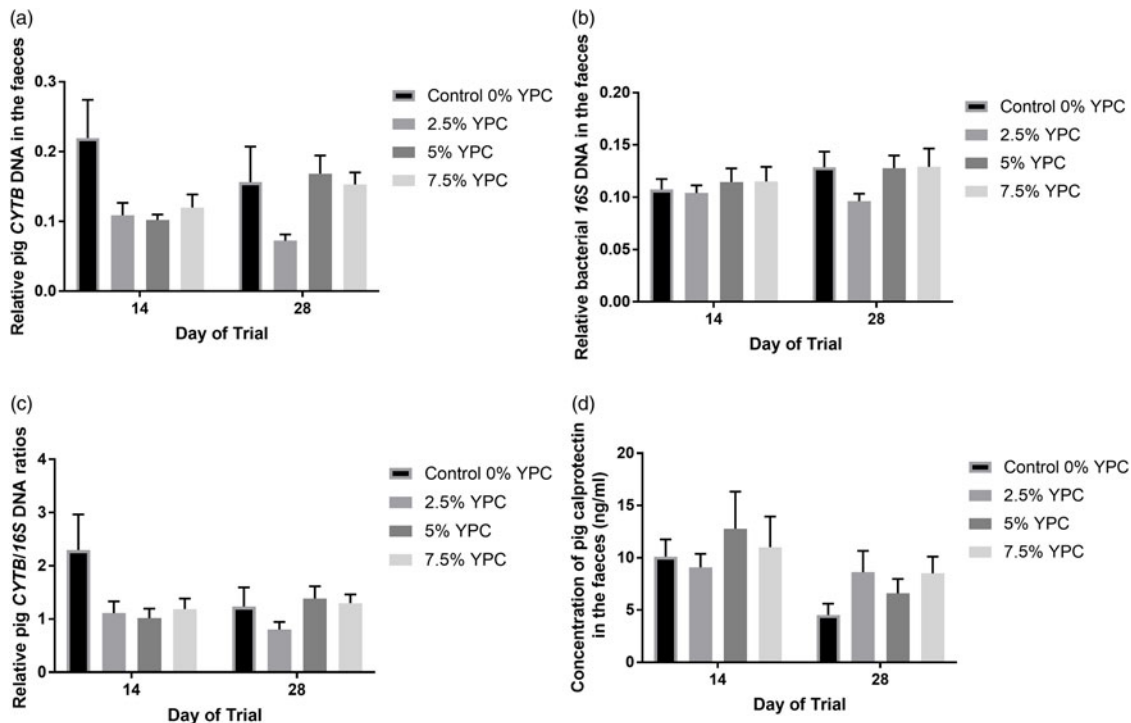 (a)
Relative pig CYTB DNA in the faeces
0.3
0.2
0.1
0.0
14
28
Day of Trial
Control 0% YPC
2.5% YPC
5% YPC
7.5% YPC
(b)
Relative bacterial 16S DNA in the faeces
0.20
0.15
0.10
0.05
0.00
14
28
Day of Trial
Control 0% YPC
2.5% YPC
5% YPC
7.5% YPC
(c)
Relative pig CYTB/16S DNA ratios
4
3
2
1
0
14
28
Day of Trial
Control 0% YPC
2.5% YPC
5% YPC
7.5% YPC
(d)
Concentration of pig calprotectin
in the faeces (ng/ml)
20
15
10
5
0
14
28
Day of Trial
Control 0% YPC
2.5% YPC
5% YPC
7.5% YPC